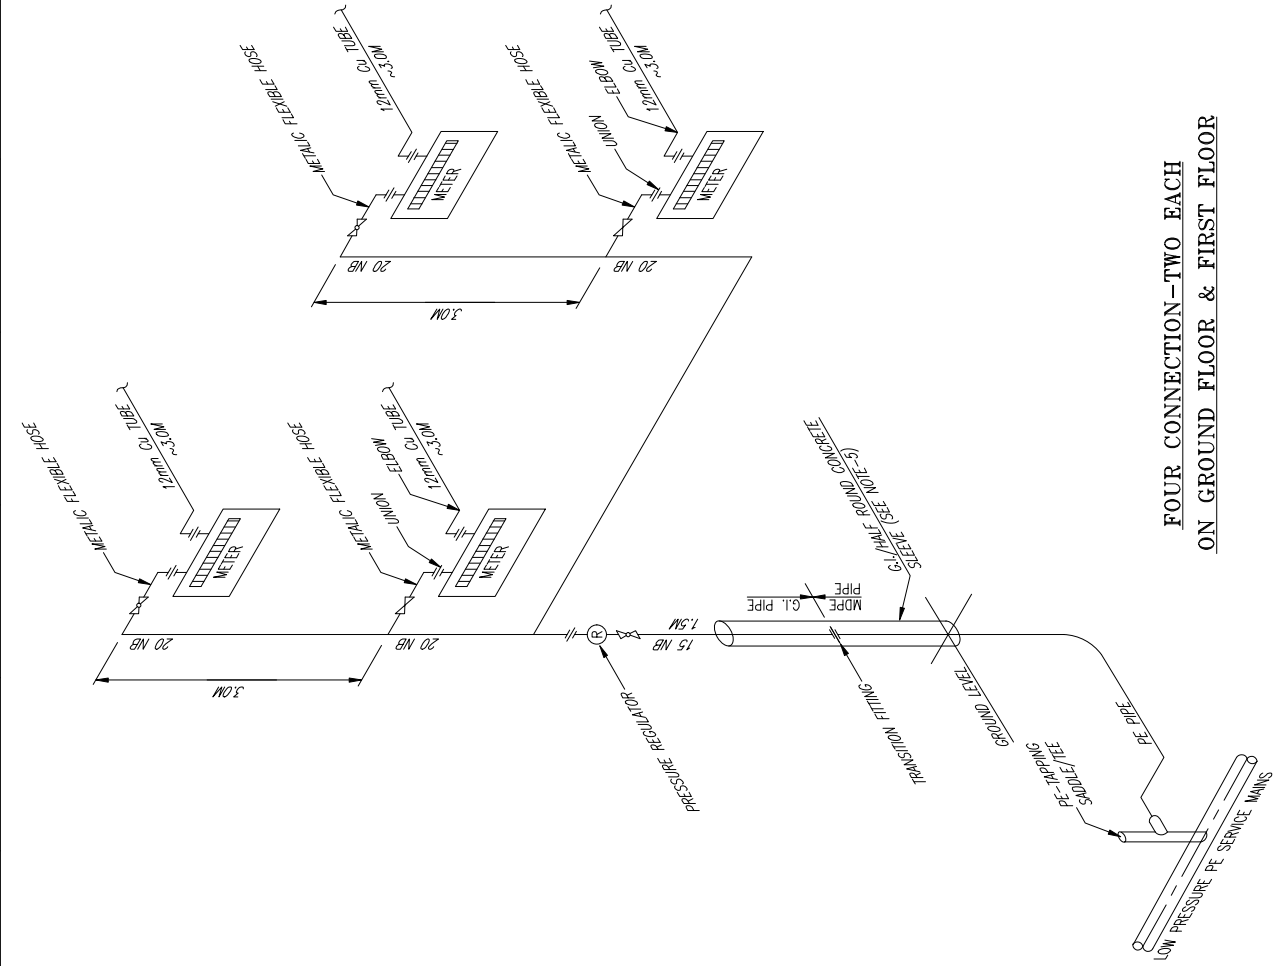 METALIC FLEXIBLE HOSE
12mm Cu TUBE
~3.0M
METER
20 NB
3.0M
METALIC FLEXIBLE HOSE
UNION
ELBOW
12mm Cu TUBE
~3.0M
METER
20 NB
METALIC FLEXIBLE HOSE
12mm Cu TUBE
~3.0M
METER
20 NB
3.0M
METALIC FLEXIBLE HOSE
UNION
ELBOW
12mm Cu TUBE
~3.0M
METER
20 NB
R
PRESSURE REGULATOR
15 NB
1.5M
G.I. PIPE
MDPE
PIPE
G.I./HALF ROUND CONCRETE
SLEEVE (SEE NOTE-5)
TRANSITION FITTING
GROUND LEVEL
PE PIPE
PE-TAPPING
SADDLE/TEE
LOW PRESSURE PE SERVICE MAINS
FOUR CONNECTION-TWO EACH
ON GROUND FLOOR & FIRST FLOOR